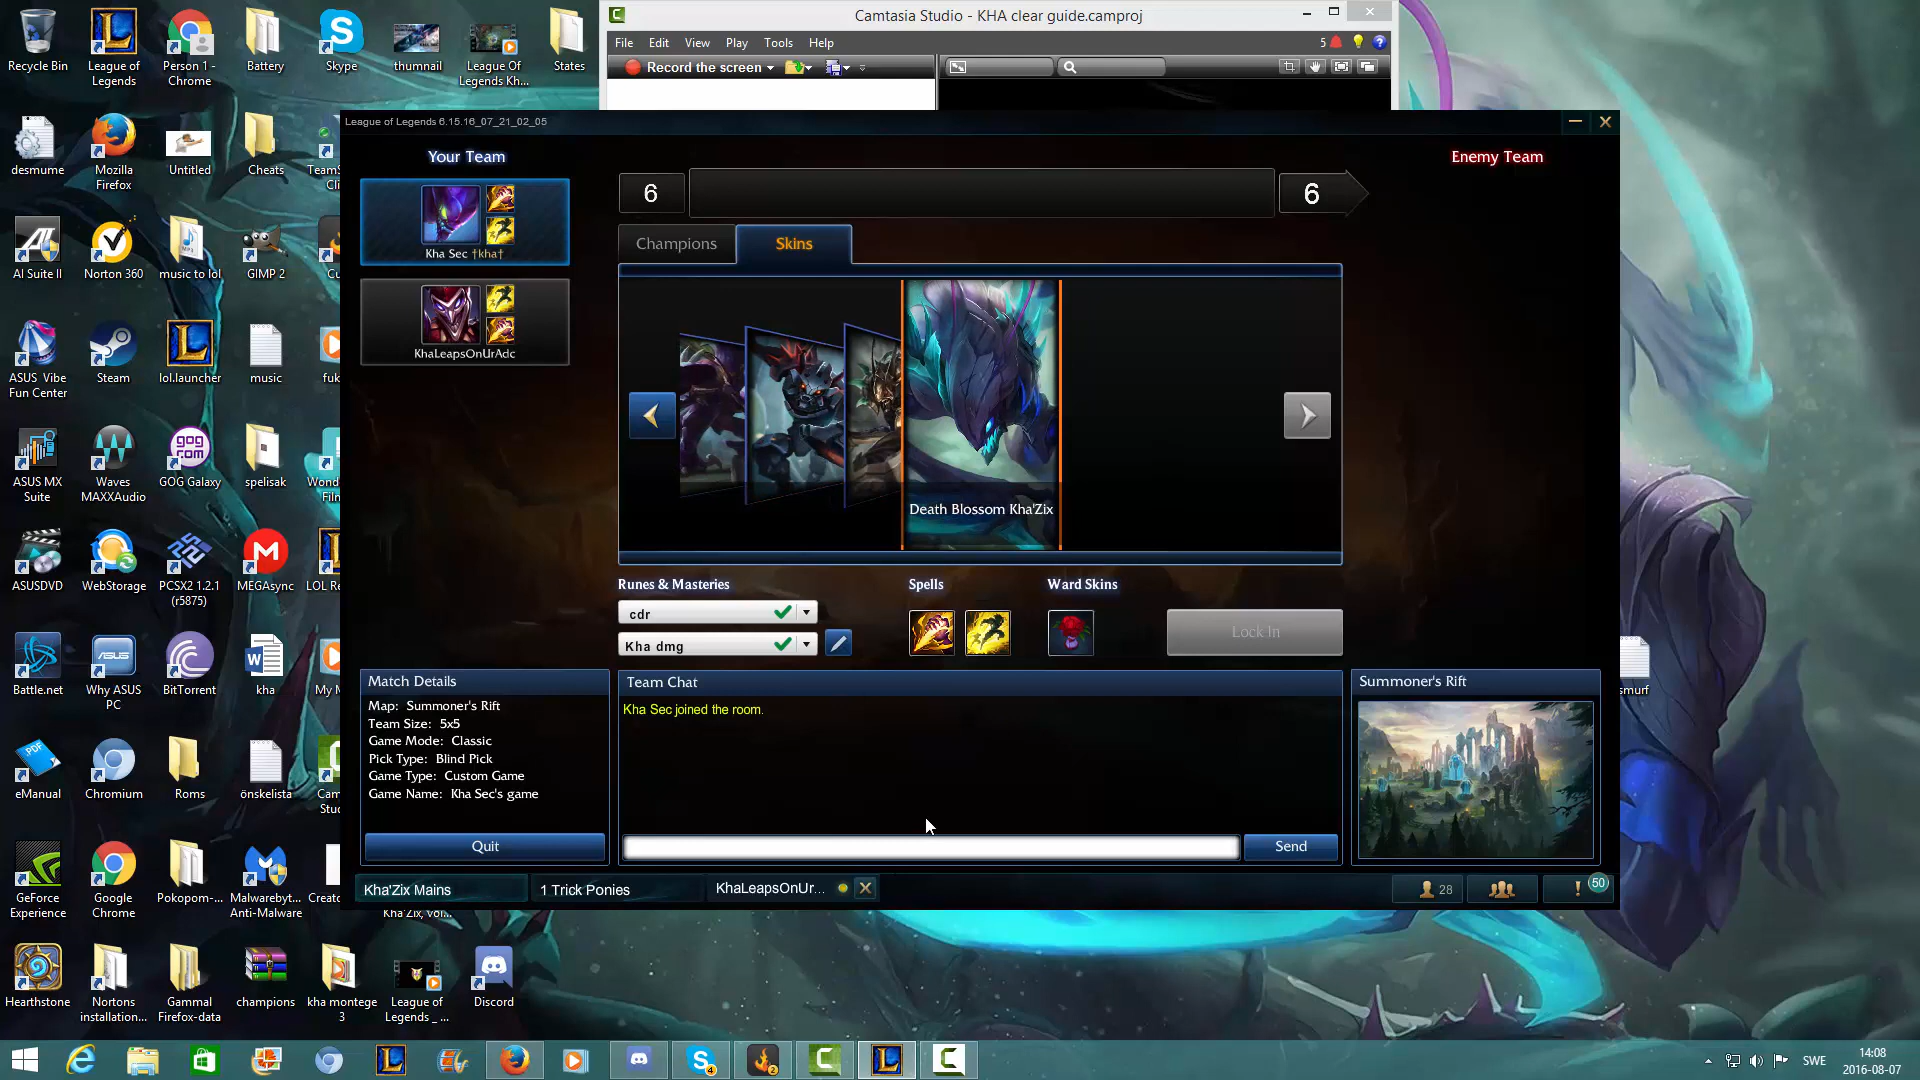 Recycle Bin
League of
Legends
Person 1 -
Chrome
Battery
Skype
thumnail
League Of
Legends Kh...
States
desmume
Mozilla
Firefox
Untitled
Cheats
AI Suite II
Norton 360
music to lol
GIMP 2
ASUS Vibe
Fun Center
Steam
lol.launcher
music
ASUS MX
Suite
Waves
MAXXAudio
GOG Galaxy
spelisak
ASUSDVD
WebStorage
PCSX2 1.2.1
(r5875)
MEGAsync
Battle.net
Why ASUS
PC
BitTorrent
kha
eManual
Chromium
Roms
önskelista
GeForce
Experience
Google
Chrome
Pokopom-...
Malwarebyt...
Anti-Malware
Hearthstone
Nortons
installation...
Gammal
Firefox-data
champions
kha montege
3
League of
Legends _ ...
Discord
Camtasia Studio - KHA clear guide.camproj
File Edit View Play Tools Help
5
Record the screen
League of Legends 6.15.16_07_21_02_05
Your Team
Enemy Team
6
6
Kha Sec †kha†
KhaLeapsOnUrAdc
Champions
Skins
Death Blossom Kha'Zix
Runes & Masteries
Spells
Ward Skins
cdr
Kha dmg
Lock In
Match Details
Map: Summoner's Rift
Team Size: 5x5
Game Mode: Classic
Pick Type: Blind Pick
Game Type: Custom Game
Game Name: Kha Sec's game
Quit
Team Chat
Kha Sec joined the room.
Send
Summoner's Rift
Kha'Zix Mains
1 Trick Ponies
KhaLeapsOnUr...
28
50
smurf
4
2
SWE
14:08
2016-08-07